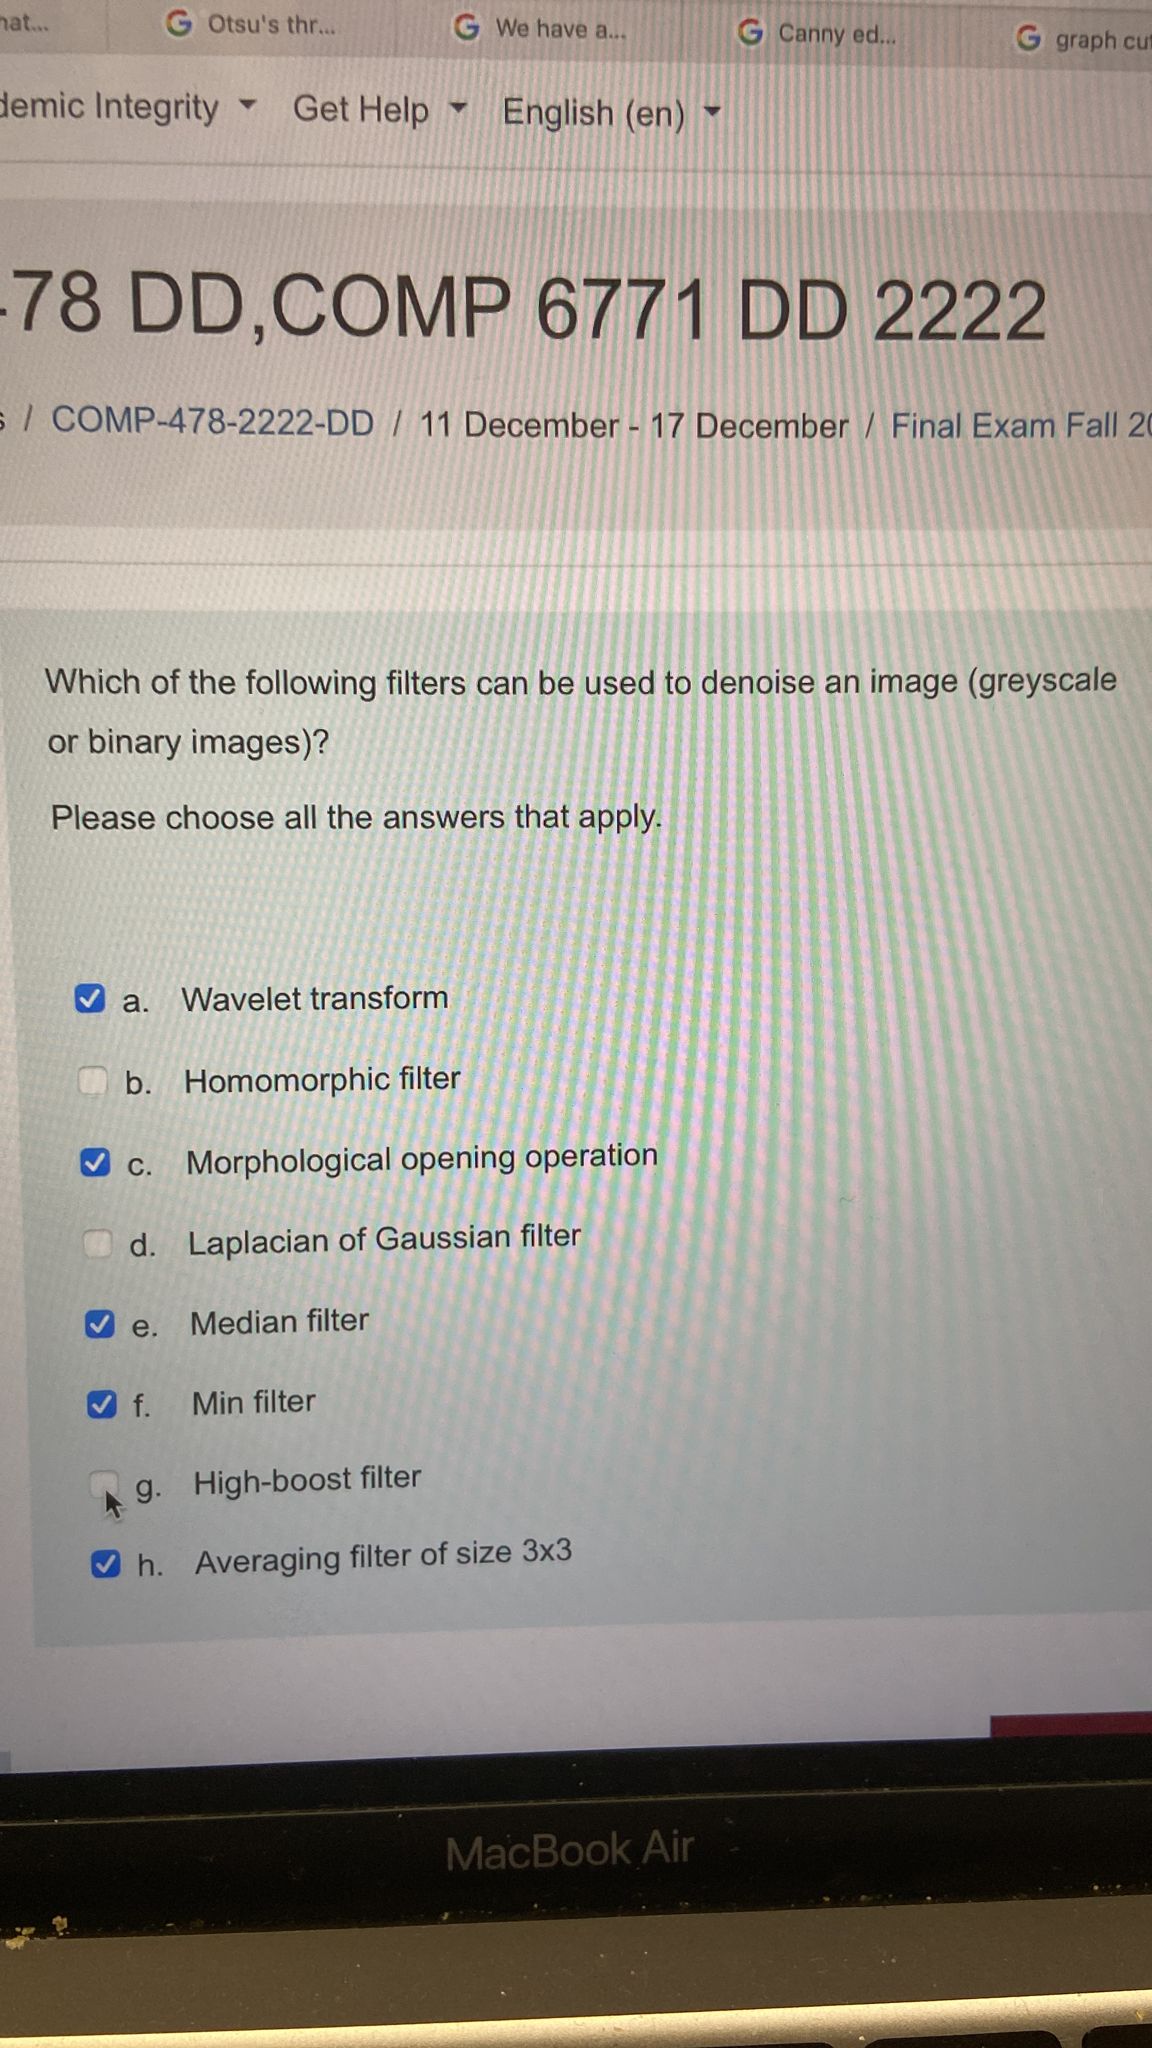 Otsu's thr...
We have a...
Canny ed...
graph
Integrity
Get Help
English (en)
78 DD,COMP 6771 DD 2222
/ COMP-478-2222-DD / 11 December - 17 December / Final Exam Fall
Which of the following filters can be used to denoise an image (greyscale
or binary images)?
Please choose all the answers that apply.
a. Wavelet transform
b. Homomorphic filter
c. Morphological opening operation
d. Laplacian of Gaussian filter
e. Median filter
f. Min filter
g. High-boost filter
h. Averaging filter of size 3x3
MacBook Air